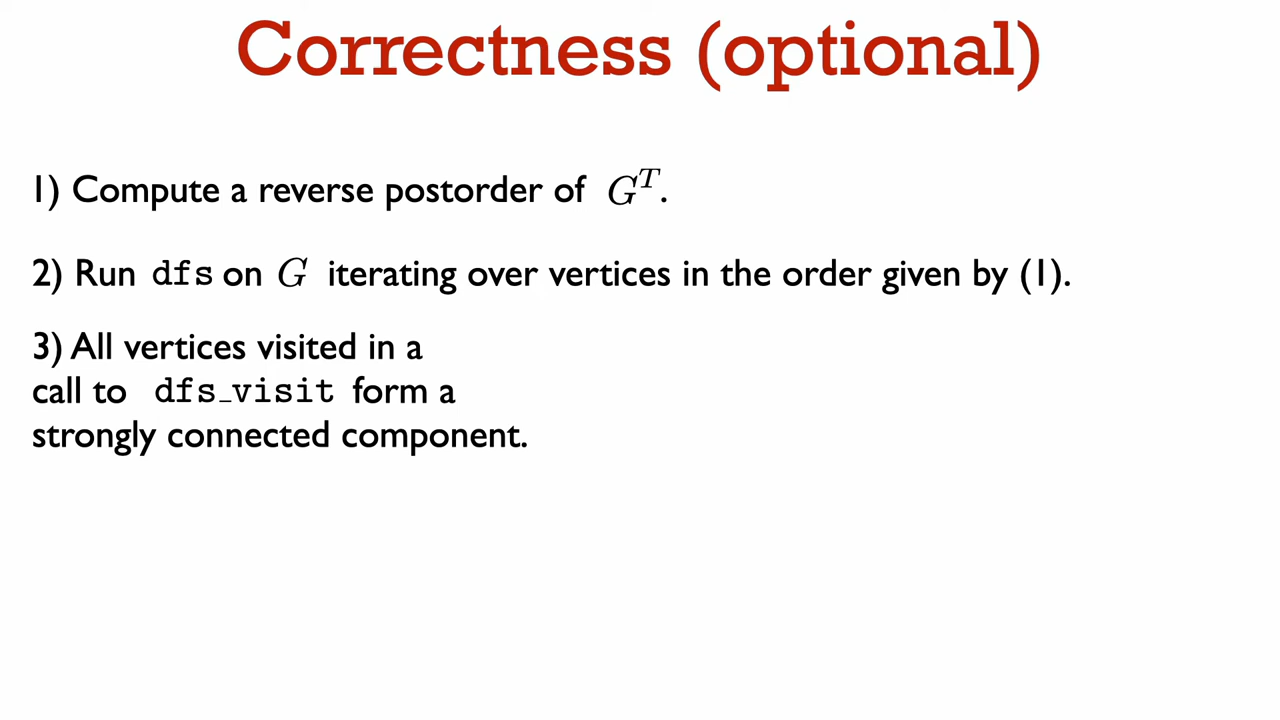 Correctness (optional)
1) Compute a reverse postorder of $G^T$.
2) Run dfs on $G$ iterating over vertices in the order given by (1).
3) All vertices visited in a
call to dfs_visit form a
strongly connected component.